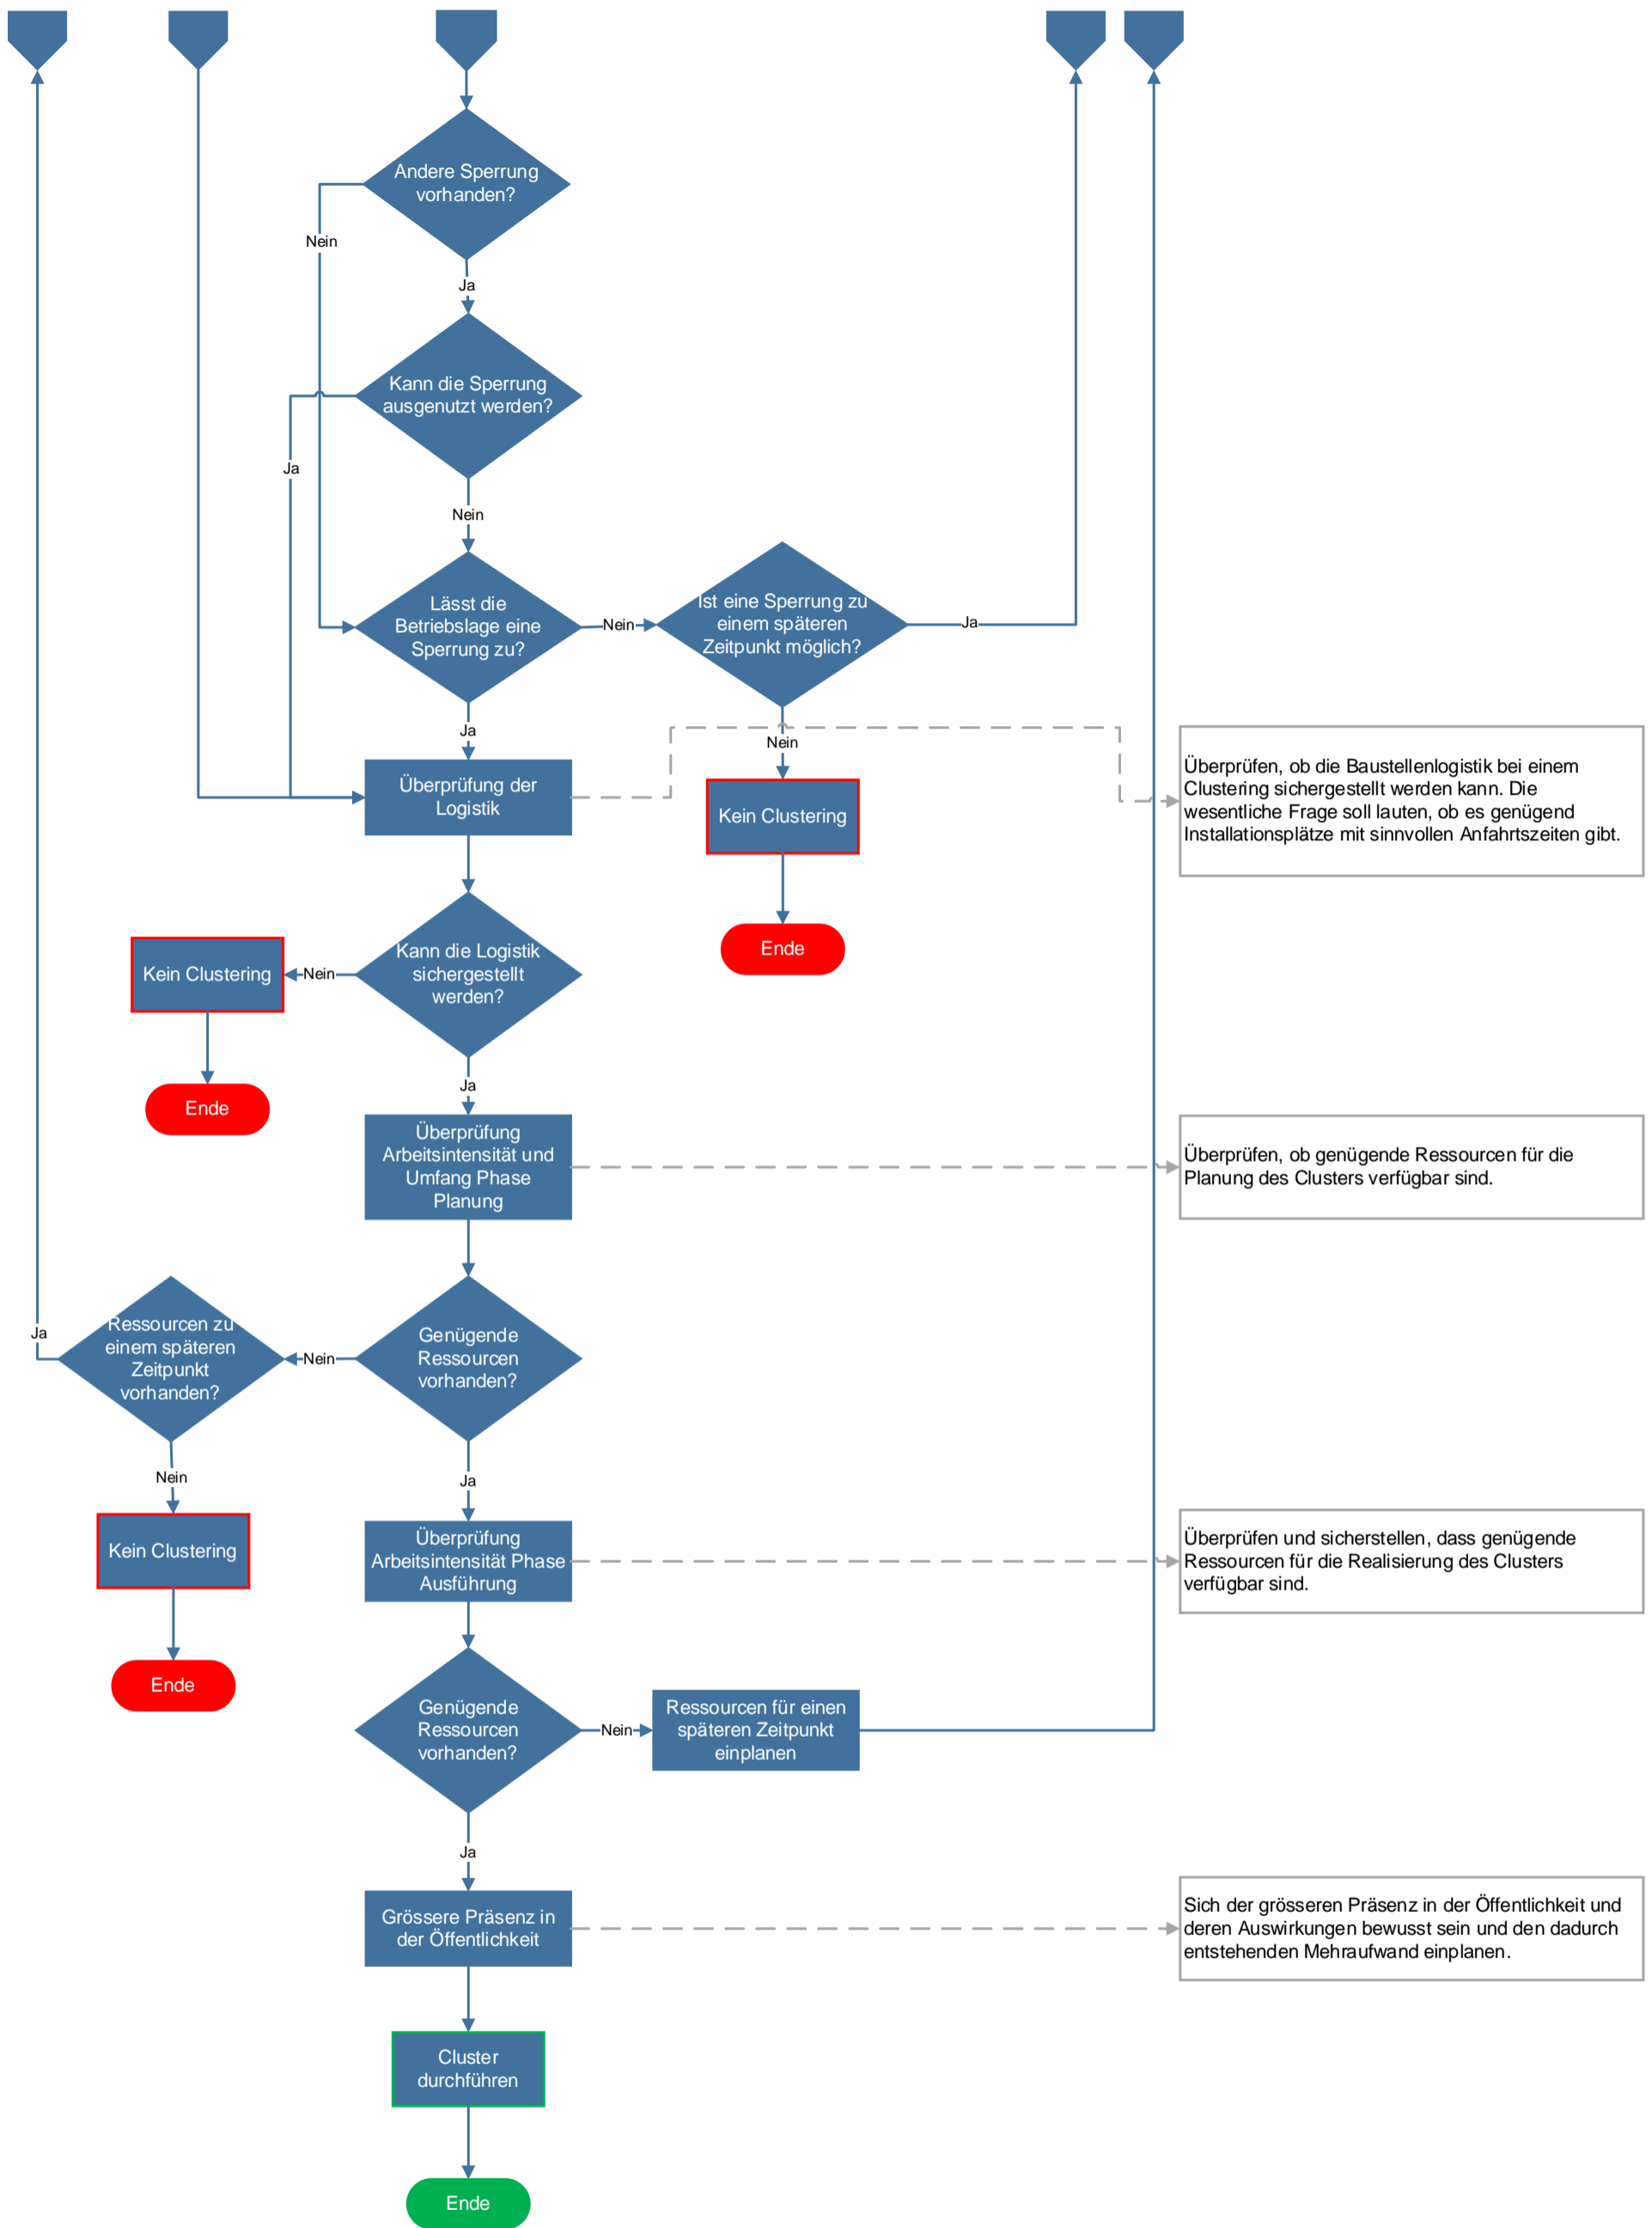 Andere Sperrung
vorhanden?
Nein
Ja
Kann die Sperrung
ausgenutzt werden?
Ja
Nein
Lässt die
Betriebslage eine
Sperrung zu?
Nein
Ist eine Sperrung zu
einem späteren
Zeitpunkt möglich?
Ja
Ja
Nein
Überprüfung der
Logistik
Kein Clustering
Überprüfen, ob die Baustellenlogistik bei einem
Clustering sichergestellt werden kann. Die
wesentliche Frage soll lauten, ob es genügend
Installationsplätze mit sinnvollen Anfahrtszeiten gibt.
Ende
Kann die Logistik
sichergestellt
werden?
Nein
Kein Clustering
Ende
Ja
Überprüfung
Arbeitsintensität und
Umfang Phase
Planung
Überprüfen, ob genügende Ressourcen für die
Planung des Clusters verfügbar sind.
Genügende
Ressourcen
vorhanden?
Nein
Ressourcen zu
einem späteren
Zeitpunkt
vorhanden?
Ja
Nein
Kein Clustering
Ende
Ja
Überprüfung
Arbeitsintensität Phase
Ausführung
Überprüfen und sicherstellen, dass genügende
Ressourcen für die Realisierung des Clusters
verfügbar sind.
Genügende
Ressourcen
vorhanden?
Nein
Ressourcen für einen
späteren Zeitpunkt
einplanen
Ja
Grössere Präsenz in
der Öffentlichkeit
Sich der grösseren Präsenz in der Öffentlichkeit und
deren Auswirkungen bewusst sein und den dadurch
entstehenden Mehraufwand einplanen.
Cluster
durchführen
Ende